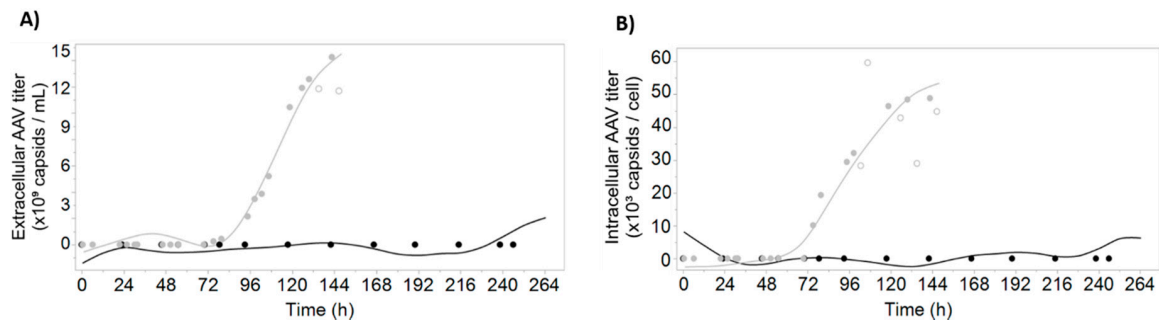 A)
Extracellular AAV titer
(x10⁹ capsids / mL)
15
12
9
6
3
0
0 24 48 72 96 120 144 168 192 216 240 264
Time (h)
B)
Intracellular AAV titer
(x10³ capsids / cell)
60
50
40
30
20
10
0
0 24 48 72 96 120 144 168 192 216 240 264
Time (h)